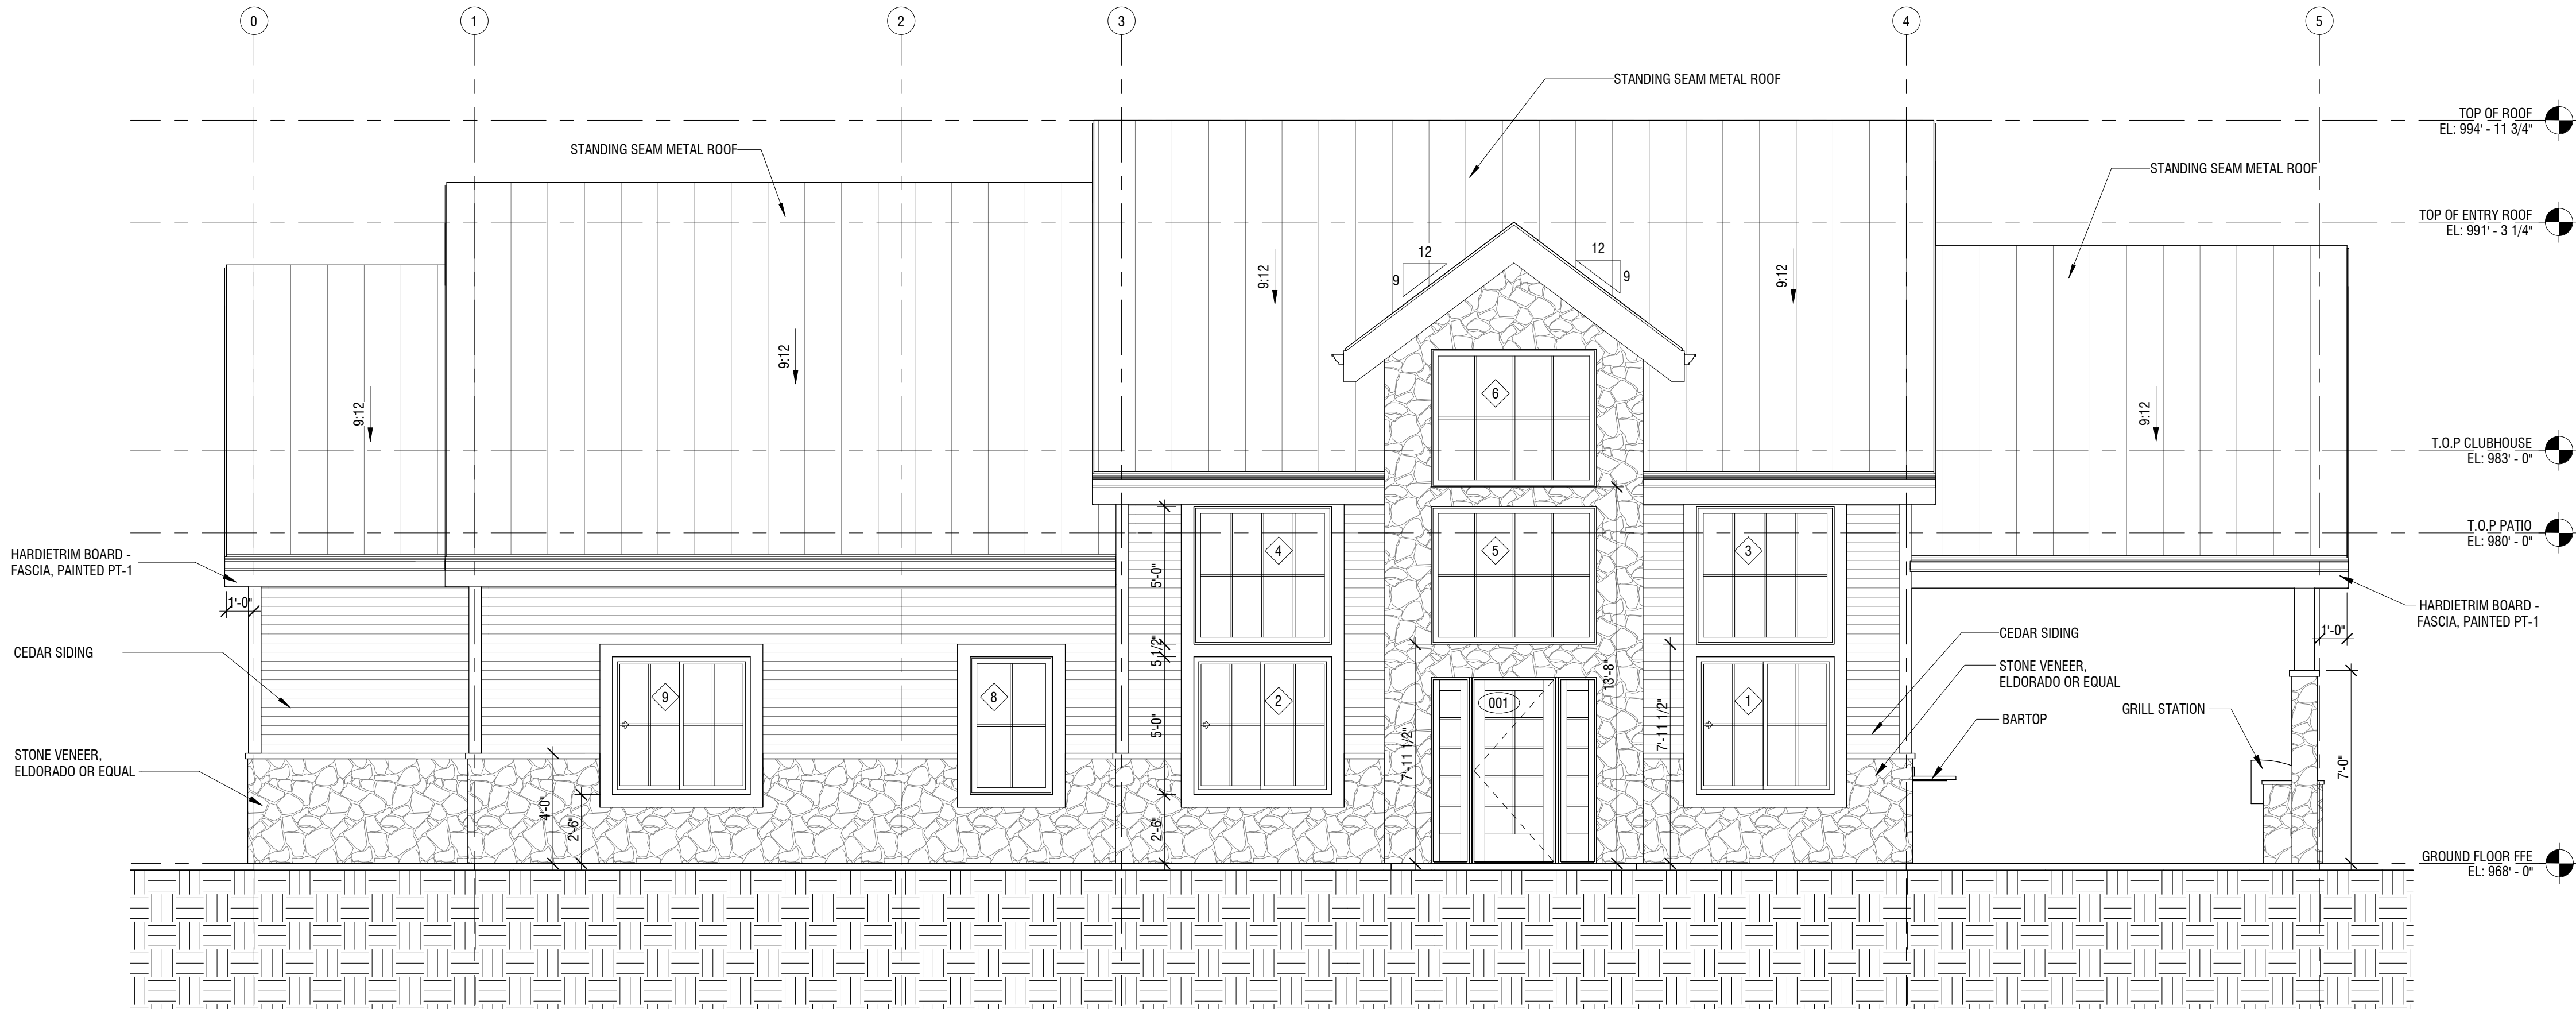 0
1
2
3
4
5
STANDING SEAM METAL ROOF
TOP OF ROOF
EL: 994' - 11 3/4"
STANDING SEAM METAL ROOF
STANDING SEAM METAL ROOF
TOP OF ENTRY ROOF
EL: 991' - 3 1/4"
12
9
12
9
9:12
9:12
9:12
9:12
9:12
6
T.O.P CLUBHOUSE
EL: 983' - 0"
T.O.P PATIO
EL: 980' - 0"
HARDIETRIM BOARD -
FASCIA, PAINTED PT-1
4
5
3
5'-0"
1'-0"
HARDIETRIM BOARD -
FASCIA, PAINTED PT-1
1'-0"
CEDAR SIDING
CEDAR SIDING
5 1/2"
STONE VENEER,
ELDORADO OR EQUAL
13'-8"
9
8
2
001
1
GRILL STATION
BARTOP
5'-0"
7'-11 1/2"
7'-11 1/2"
STONE VENEER,
ELDORADO OR EQUAL
7'-0"
4'-0"
2'-6"
2'-6"
GROUND FLOOR FFE
EL: 968' - 0"